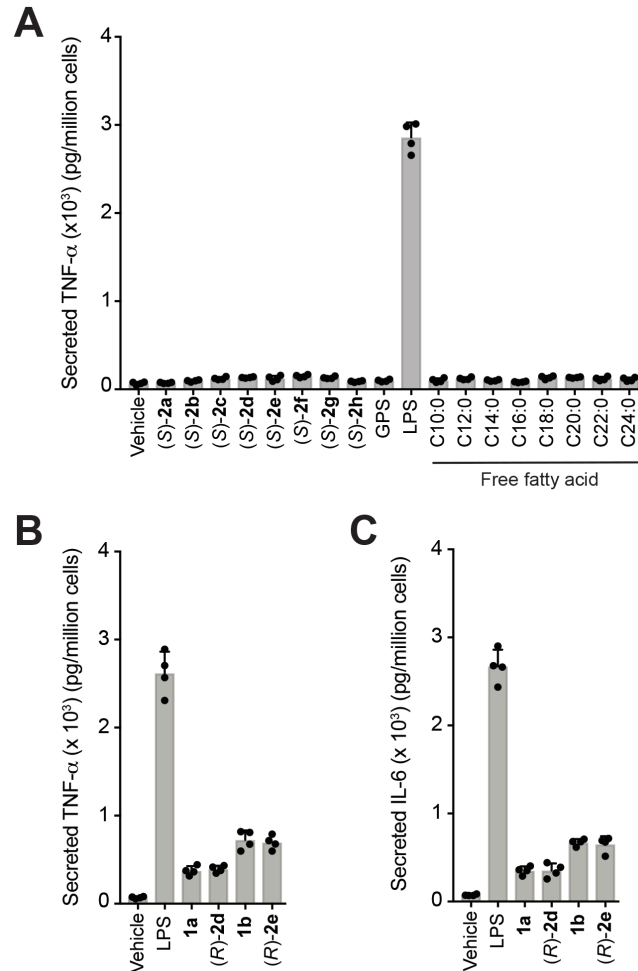 A
Secreted TNF-α (x10³) (pg/million cells)
4
3
2
1
0
Vehicle
(S)-2a
(S)-2b
(S)-2c
(S)-2d
(S)-2e
(S)-2f
(S)-2g
(S)-2h
GPS
LPS
C10:0
C12:0
C14:0
C16:0
C18:0
C20:0
C22:0
C24:0
Free fatty acid
B
Secreted TNF-α (x 10³) (pg/million cells)
4
3
2
1
0
Vehicle
LPS
1a
(R)-2d
1b
(R)-2e
C
Secreted IL-6 (x 10³) (pg/million cells)
4
3
2
1
0
Vehicle
LPS
1a
(R)-2d
1b
(R)-2e